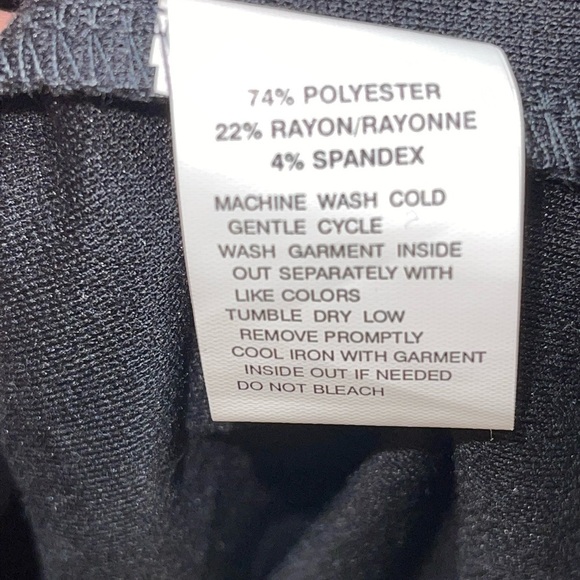 74% POLYESTER
22% RAYON/RAYONNE
4% SPANDEX
MACHINE WASH COLD
GENTLE CYCLE
WASH GARMENT INSIDE
OUT SEPARATELY WITH
LIKE COLORS
TUMBLE DRY LOW
REMOVE PROMPTLY
COOL IRON WITH GARMENT
INSIDE OUT IF NEEDED
DO NOT BLEACH